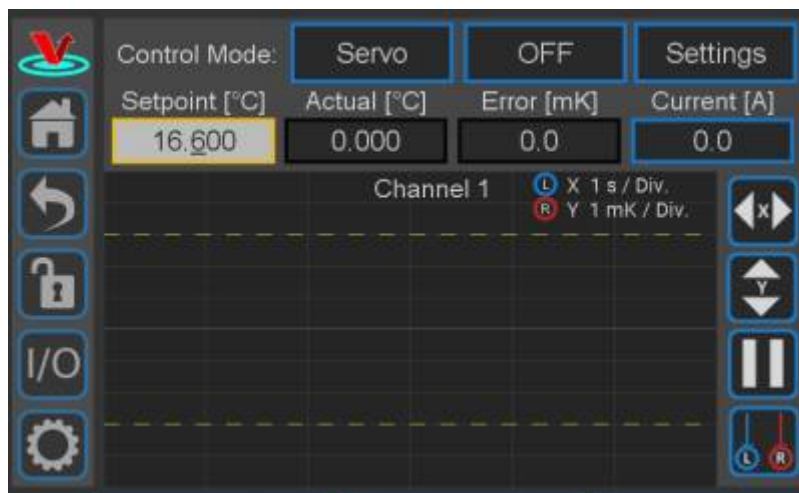 Control Mode: Servo OFF Settings
Setpoint [°C] Actual [°C] Error [mK] Current [A]
16.600 0.000 0.0 0.0
Channel 1 L X 1 s / Div.
R Y 1 mK / Div.
X
Y
I/O
L R